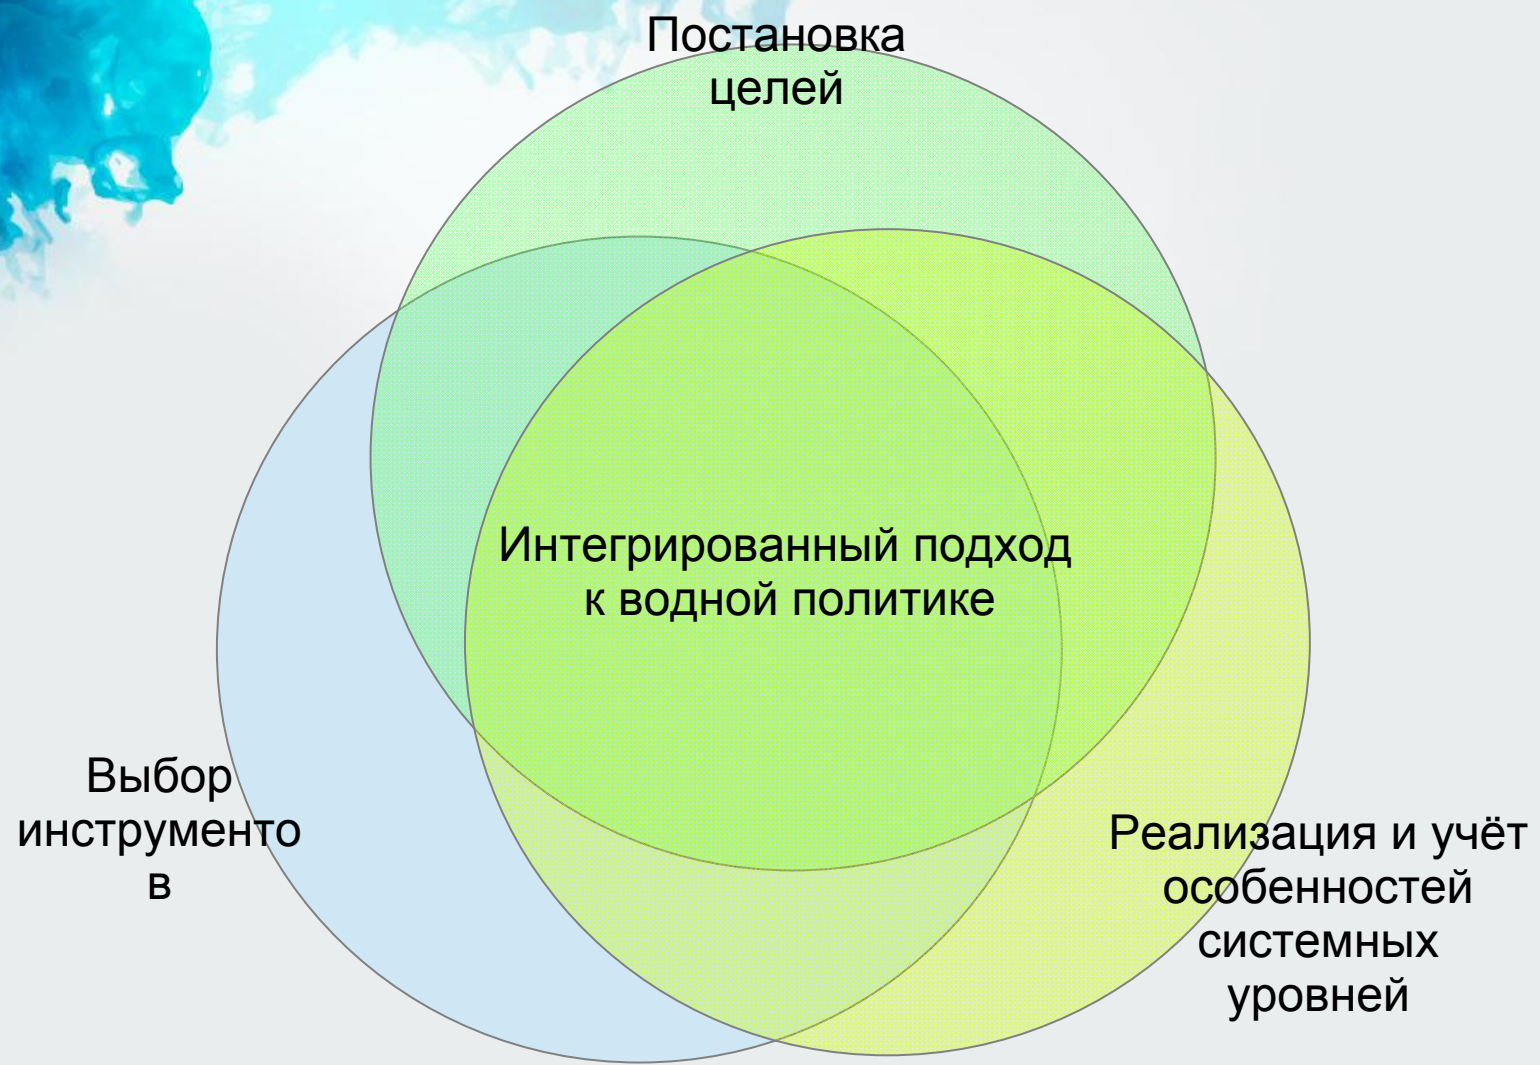 Постановка
целей
Интегрированный подход
к водной политике
Выбор
инструменто
в
Реализация и учёт
особенностей
системных
уровней